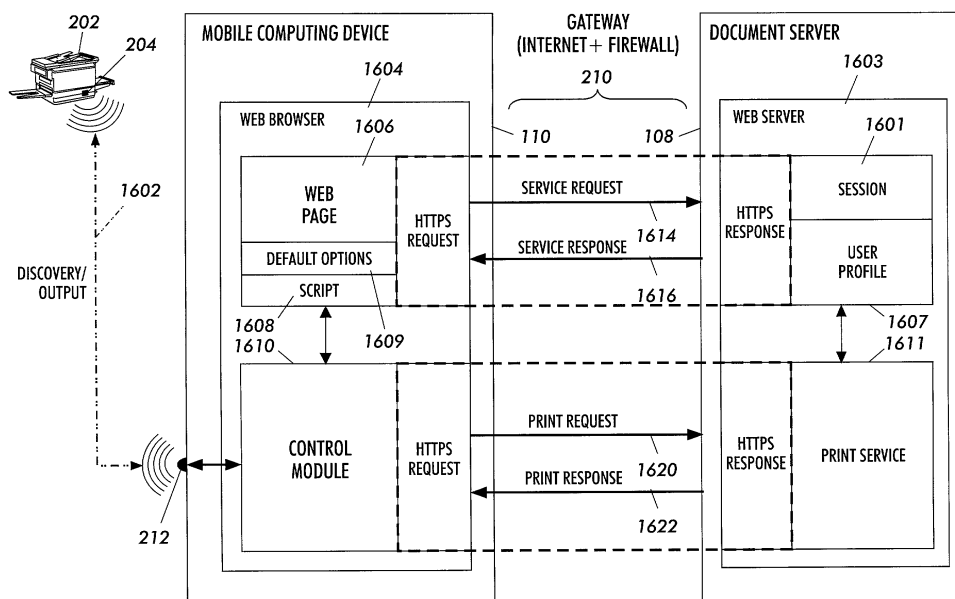 202
204
MOBILE COMPUTING DEVICE
GATEWAY
(INTERNET + FIREWALL)
DOCUMENT SERVER
1604
210
1603
WEB BROWSER
1606
110
108
WEB SERVER
1601
1602
WEB
PAGE
HTTPS
REQUEST
SERVICE REQUEST
1614
HTTPS
RESPONSE
SESSION
DEFAULT OPTIONS
SERVICE RESPONSE
1616
USER
PROFILE
DISCOVERY/
OUTPUT
SCRIPT
1608
1609
1607
1610
1611
CONTROL
MODULE
HTTPS
REQUEST
PRINT REQUEST
1620
HTTPS
RESPONSE
PRINT SERVICE
PRINT RESPONSE
1622
212